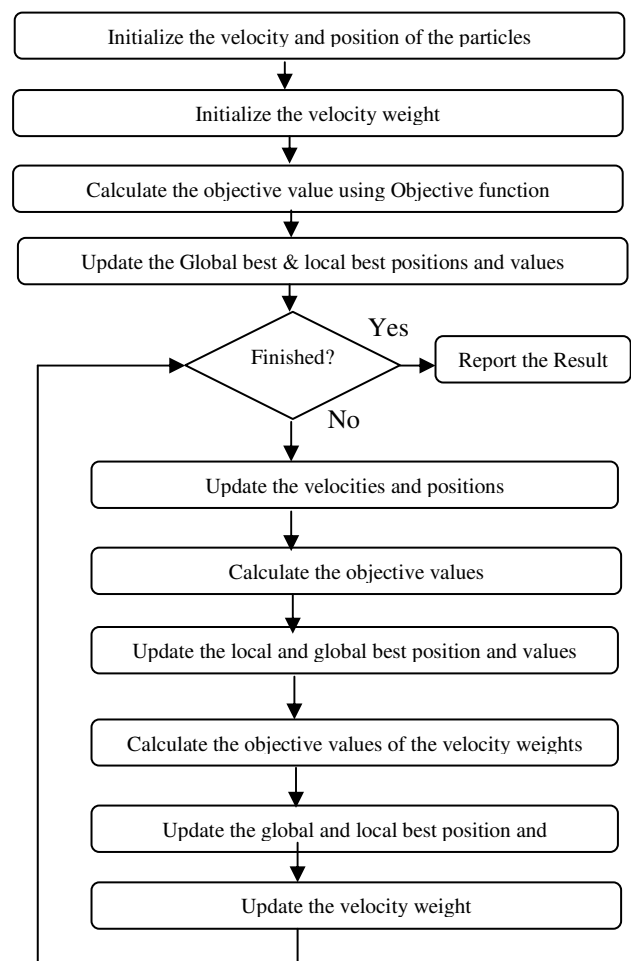 Initialize the velocity and position of the particles
Initialize the velocity weight
Calculate the objective value using Objective function
Update the Global best & local best positions and values
Yes
Finished?
Report the Result
No
Update the velocities and positions
Calculate the objective values
Update the local and global best position and values
Calculate the objective values of the velocity weights
Update the global and local best position and
Update the velocity weight